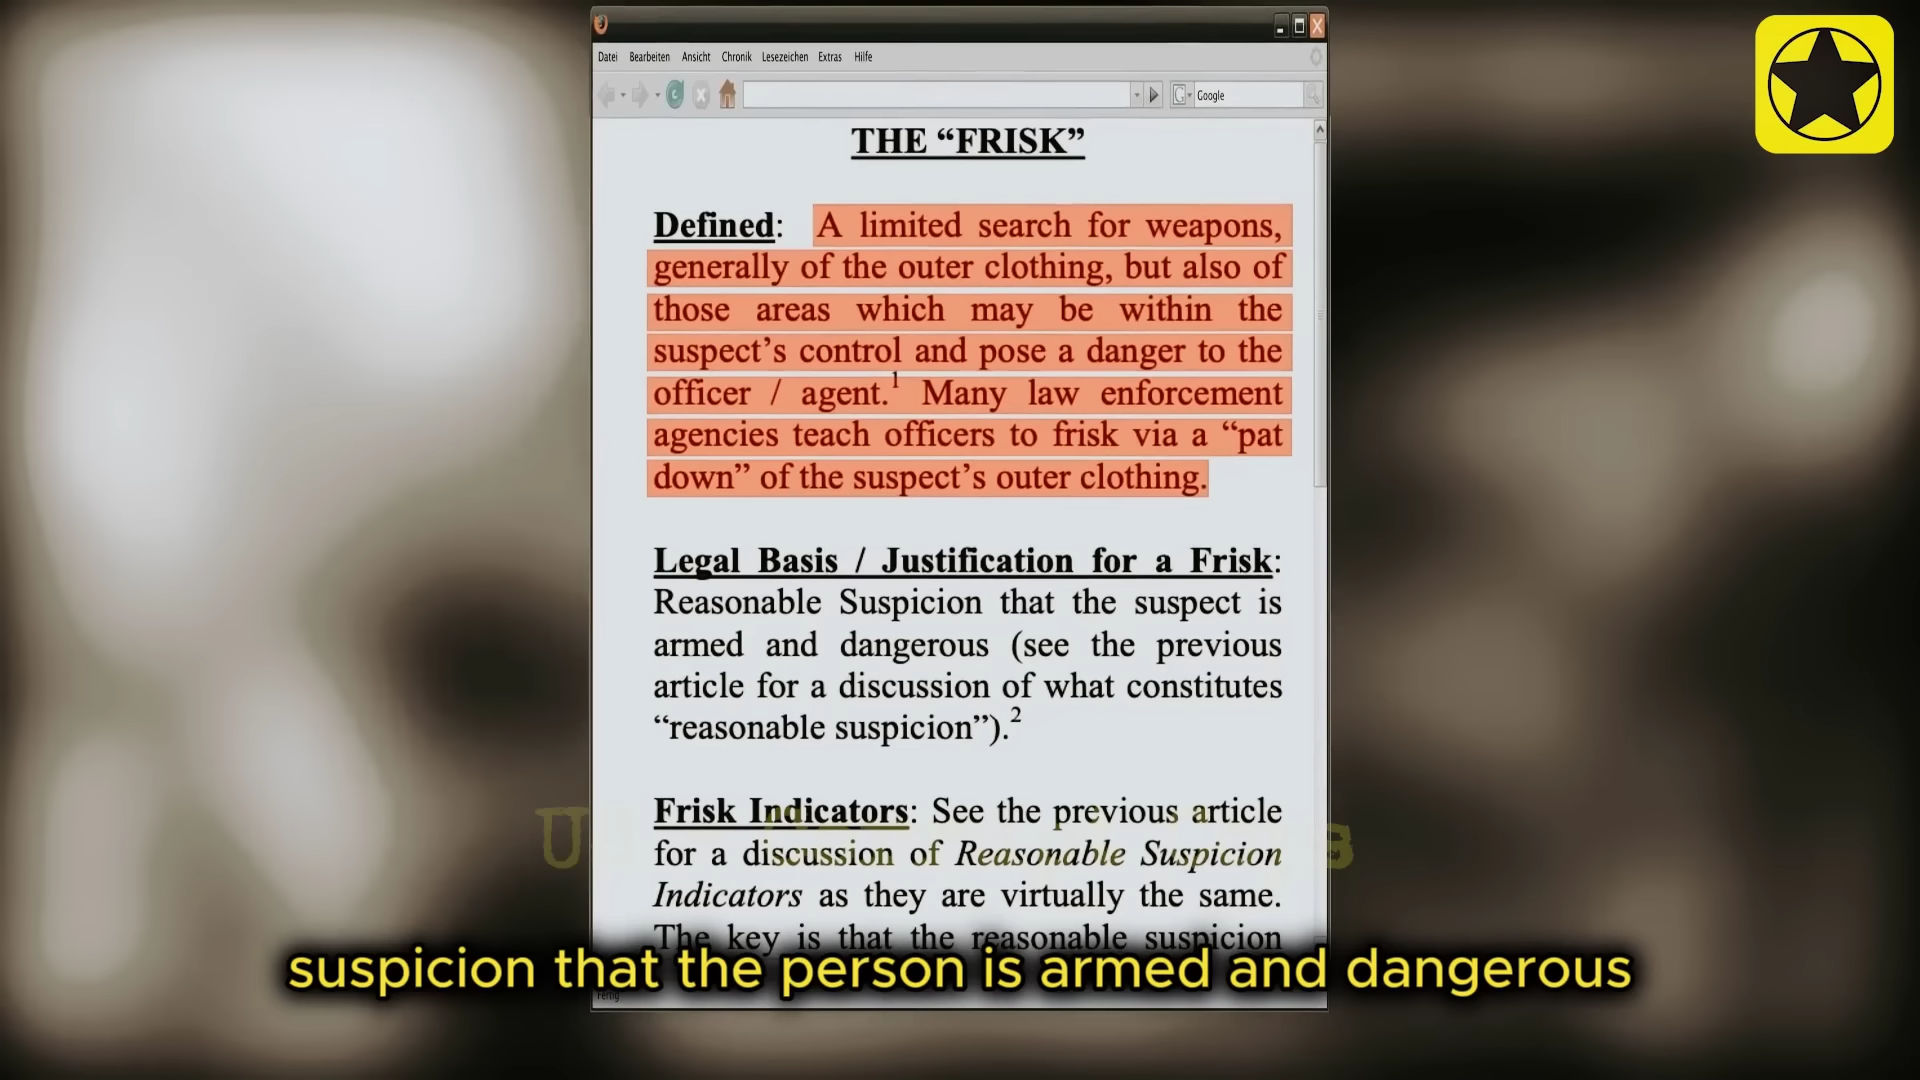 Datei Bearbeiten Ansicht Chronik Lesezeichen Extras Hilfe
Google
THE “FRISK”
Defined: A limited search for weapons,
generally of the outer clothing, but also of
those areas which may be within the
suspect’s control and pose a danger to the
officer / agent.1 Many law enforcement
agencies teach officers to frisk via a “pat
down” of the suspect’s outer clothing.
Legal Basis / Justification for a Frisk:
Reasonable Suspicion that the suspect is
armed and dangerous (see the previous
article for a discussion of what constitutes
“reasonable suspicion”).2
Frisk Indicators: See the previous article
for a discussion of Reasonable Suspicion
Indicators as they are virtually the same.
The key is that the reasonable suspicion
suspicion that the person is armed and dangerous
Fertig